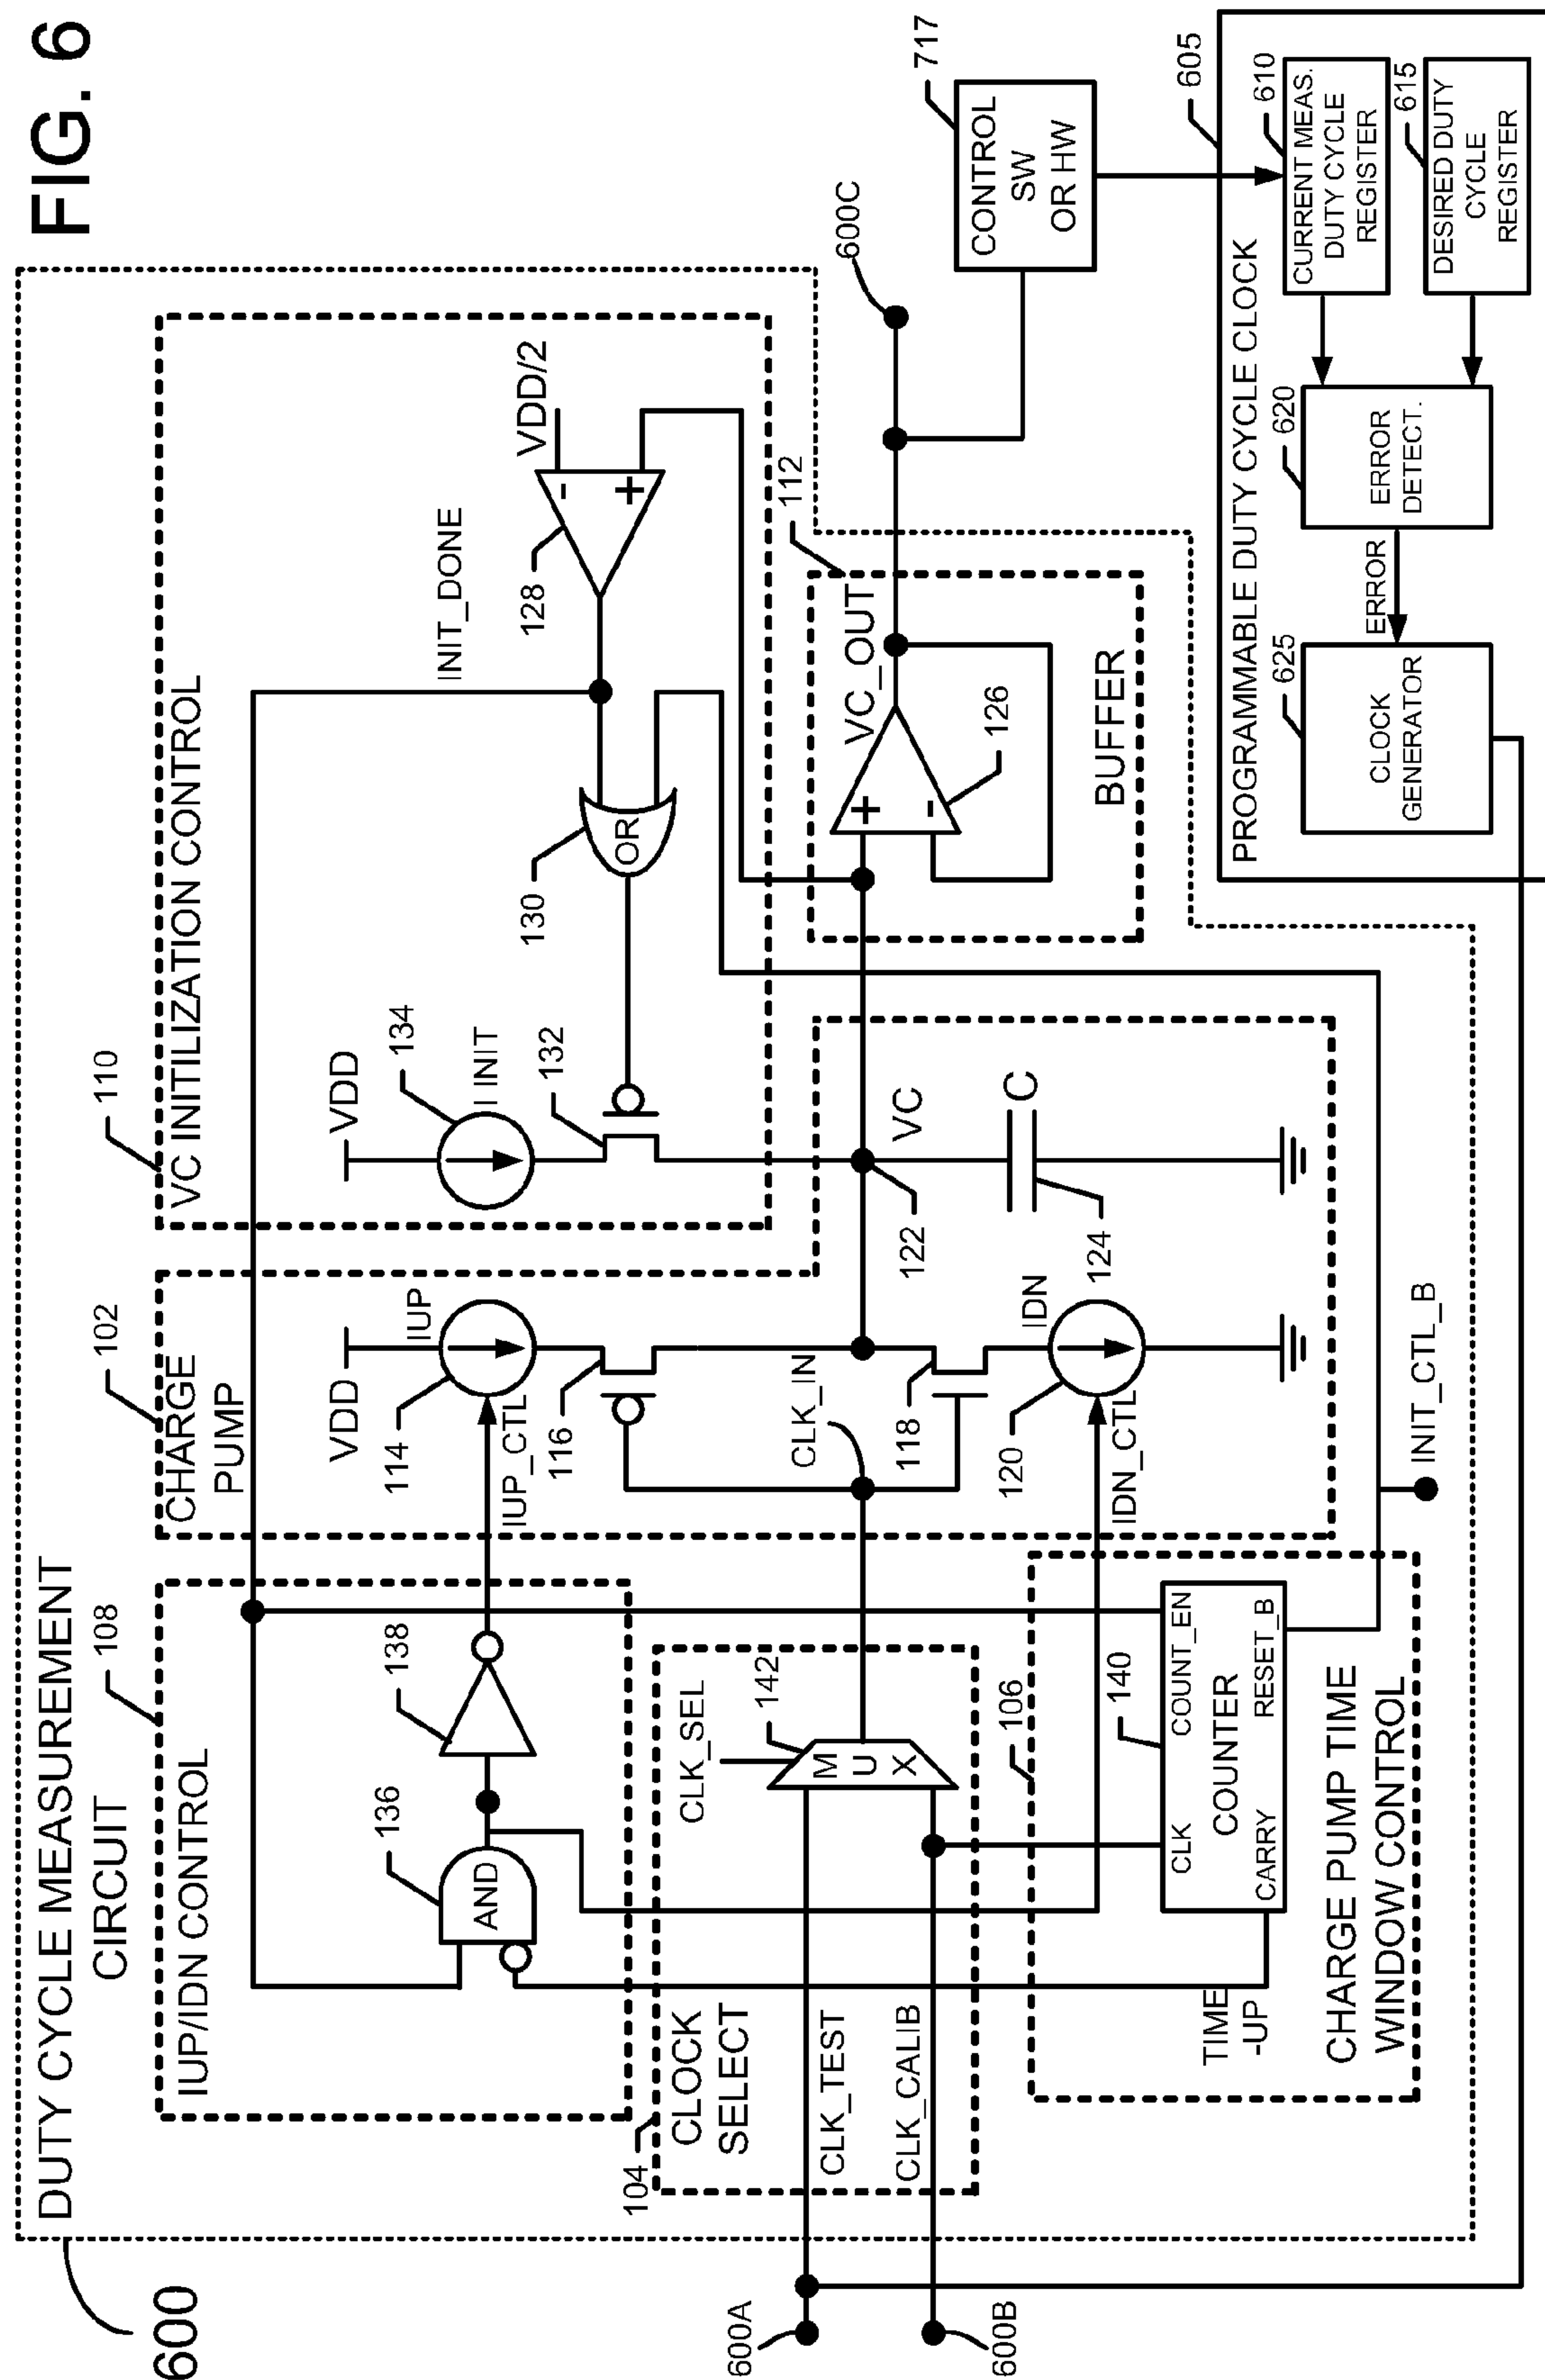 FIG. 6
600
DUTY CYCLE MEASUREMENT
CIRCUIT
108
IUP/IDN CONTROL
136
AND
138
102
CHARGE
PUMP
VDD
IUP
114
IUP_CTL
116
CLK_IN
118
IDN
120
IDN_CTL
110
VC INITILIZATION CONTROL
VDD
134
I INIT
132
130
OR
INIT_DONE
128
-
+
VDD/2
122
VC
C
124
104
CLOCK
SELECT
CLK_SEL
142
M
U
X
CLK_TEST
CLK_CALIB
600A
600B
106
140
CLK
COUNT_EN
COUNTER
CARRY
RESET_B
TIME
-UP
CHARGE PUMP TIME
WINDOW CONTROL
INIT_CTL_B
112
VC_OUT
+
-
126
BUFFER
600C
717
CONTROL
SW
OR HW
605
PROGRAMMABLE DUTY CYCLE CLOCK
625
CLOCK
GENERATOR
ERROR
620
ERROR
DETECT.
610
CURRENT MEAS.
DUTY CYCLE
REGISTER
615
DESIRED DUTY
CYCLE
REGISTER